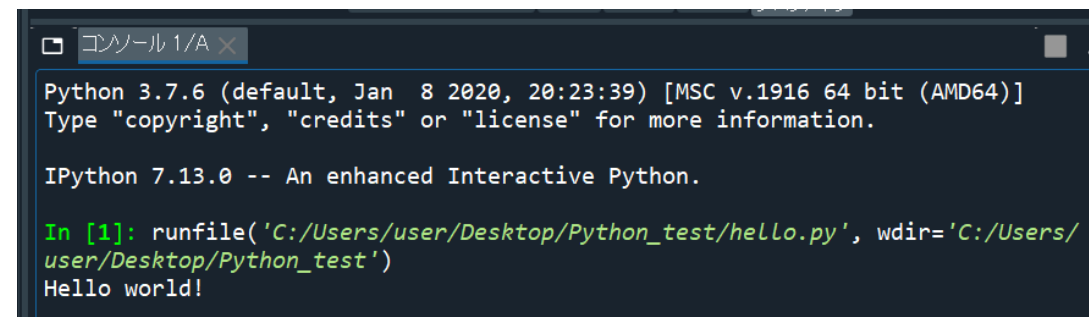 コンソール 1/A
Python 3.7.6 (default, Jan  8 2020, 20:23:39) [MSC v.1916 64 bit (AMD64)]
Type "copyright", "credits" or "license" for more information.
IPython 7.13.0 -- An enhanced Interactive Python.
In [1]: runfile('C:/Users/user/Desktop/Python_test/hello.py', wdir='C:/Users/
user/Desktop/Python_test')
Hello world!